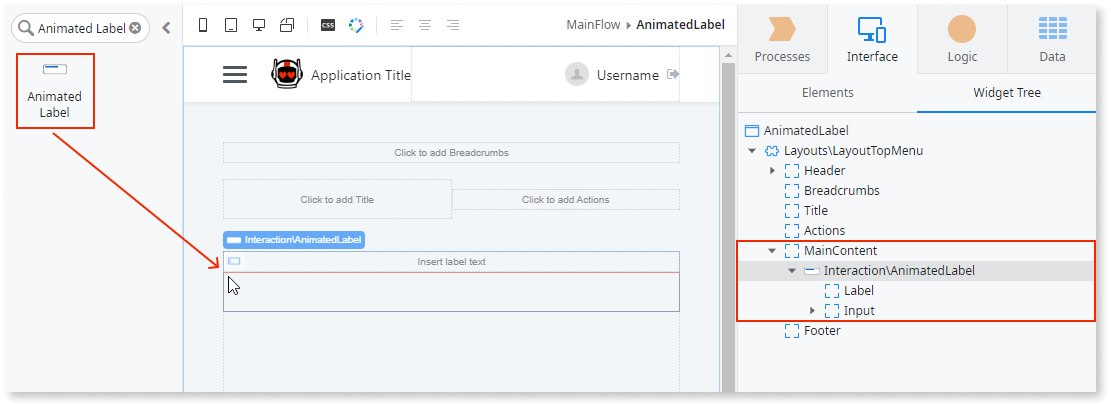 Animated Label
Animated
Label
CSS
MainFlow
AnimatedLabel
Application Title
Username
Click to add Breadcrumbs
Click to add Title
Click to add Actions
Interaction\AnimatedLabel
Insert label text
Processes
Interface
Logic
Data
Elements
Widget Tree
AnimatedLabel
Layouts\LayoutTopMenu
Header
Breadcrumbs
Title
Actions
MainContent
Interaction\AnimatedLabel
Label
Input
Footer